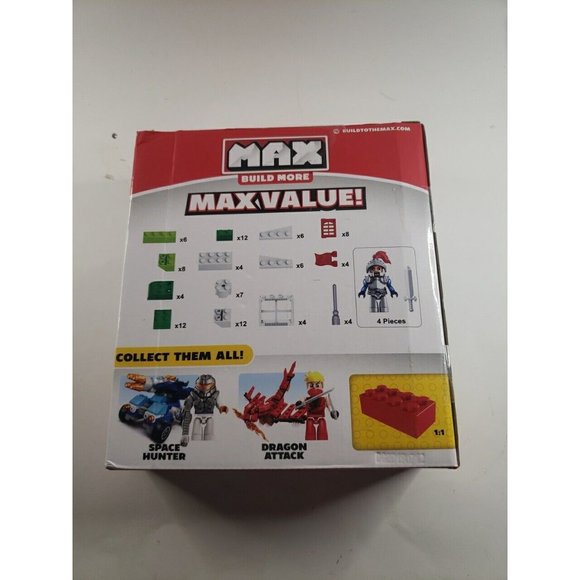 BUILDTOTHEMAX.COM
MAX
BUILD MORE
MAX VALUE!
x6 x12 x6 x8
x8 x4 x6 x4
x4 x7
x12 x12 x4 x4
4 Pieces
COLLECT THEM ALL!
SPACE HUNTER
DRAGON ATTACK
1:1